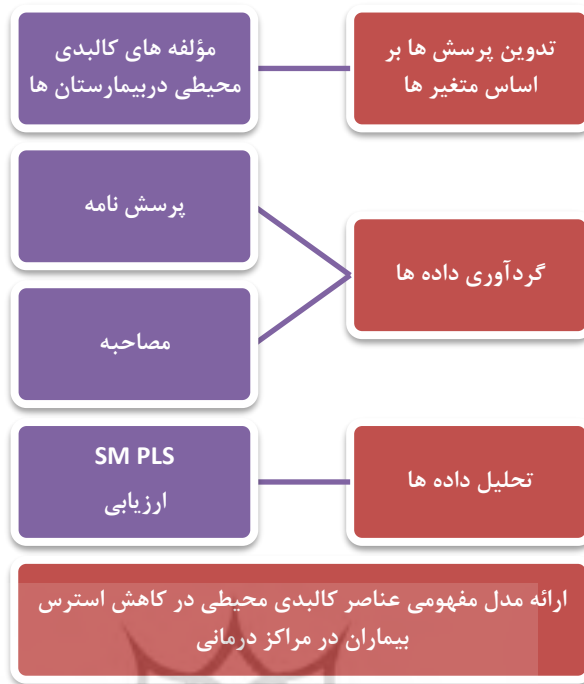 تدوین پرسش ها بر
اساس متغیر ها
مؤلفه های کالبدی
محیطی دربیمارستان ها
گردآوری داده ها
پرسش نامه
مصاحبه
تحلیل داده ها
SM PLS
ارزیابی
ارائه مدل مفهومی عناصر کالبدی محیطی در کاهش استرس
بیماران در مراکز درمانی